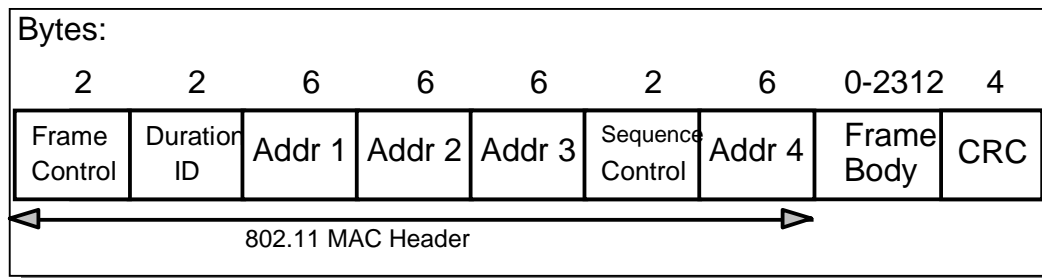 Bytes:
2 2 6 6 6 2 6 0-2312 4
Frame Control Duration ID Addr 1 Addr 2 Addr 3 Sequence Control Addr 4 Frame Body CRC
802.11 MAC Header